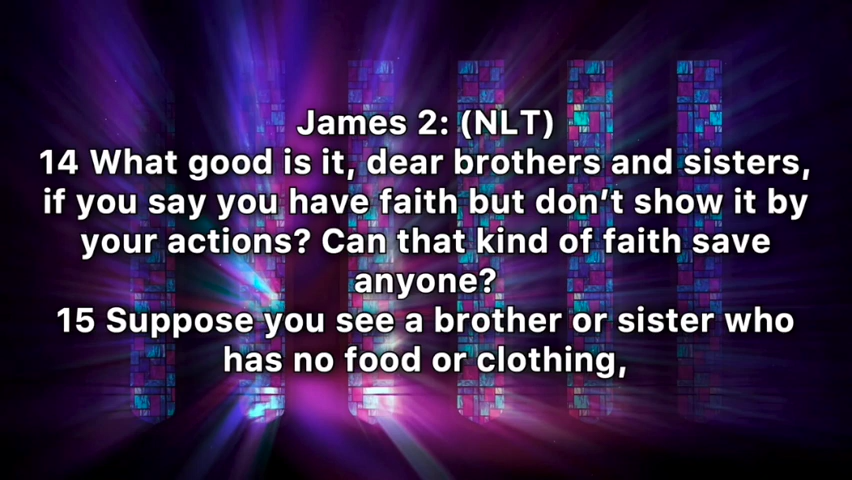 James 2: (NLT)
14 What good is it, dear brothers and sisters,
if you say you have faith but don’t show it by
your actions? Can that kind of faith save
anyone?
15 Suppose you see a brother or sister who
has no food or clothing,